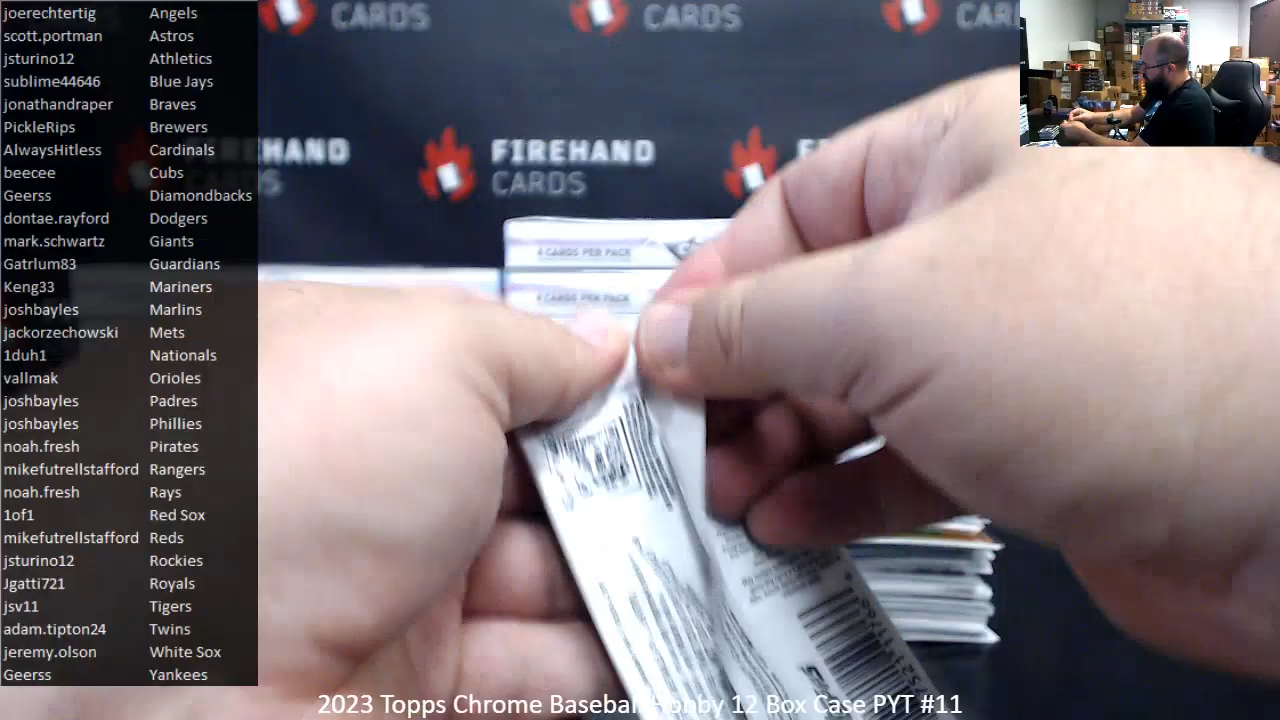 joerechtertig Angels
scott.portman Astros
jsturino12 Athletics
sublime44646 Blue Jays
jonathandraper Braves
PickleRips Brewers
AlwaysHitless Cardinals
beecee Cubs
Geerss Diamondbacks
dontae.rayford Dodgers
mark.schwartz Giants
Gatrlum83 Guardians
Keng33 Mariners
joshbayles Marlins
jackorzechowski Mets
1duh1 Nationals
vallmak Orioles
joshbayles Padres
joshbayles Phillies
noah.fresh Pirates
mikefutrellstafford Rangers
noah.fresh Rays
1of1 Red Sox
mikefutrellstafford Reds
jsturino12 Rockies
Jgatti721 Royals
jsv11 Tigers
adam.tipton24 Twins
jeremy.olson White Sox
Geerss Yankees
CARDS
CARDS
CAR
FIREHAND
CARDS
4 CARDS PER PACK
4 CARDS PER PACK
2023 Topps Chrome Baseball Hobby 12 Box Case PYT #11